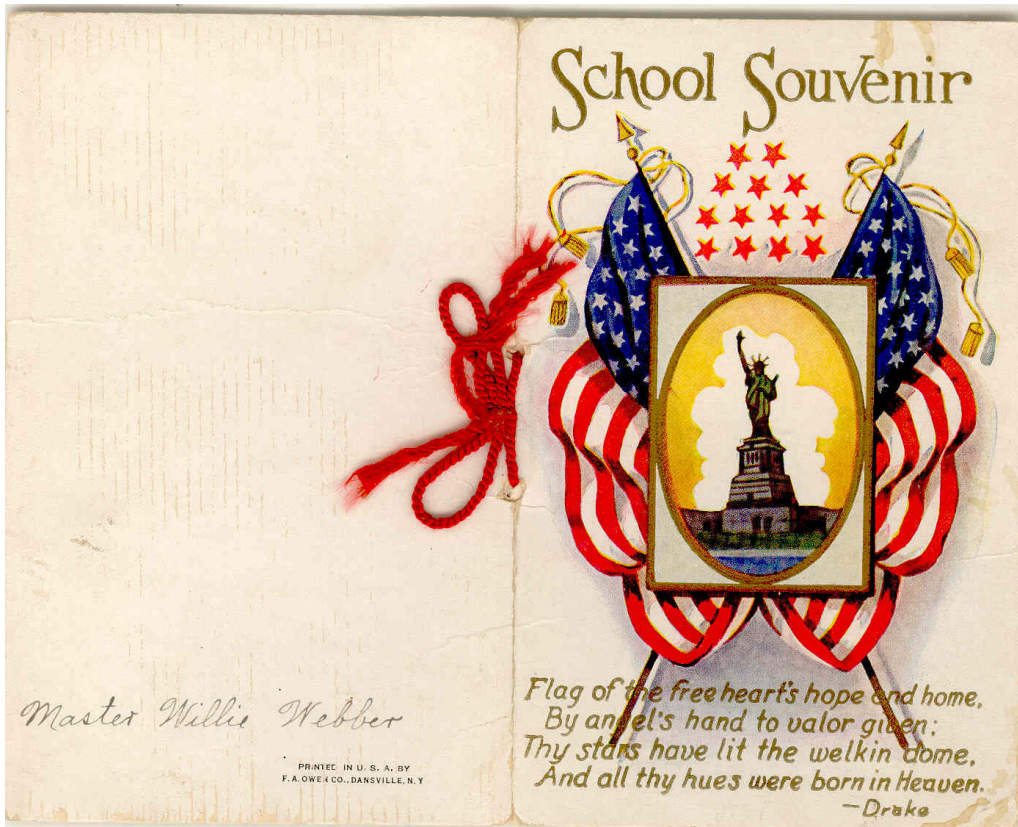 School Souvenir
Flag of the free heart's hope and home,
By angel's hand to valor given;
Thy stars have lit the welkin dome,
And all thy hues were born in Heaven.
—Drake
Master Willie Webber
PRINTED IN U. S. A. BY
F. A. OWEN CO., DANSVILLE, N. Y